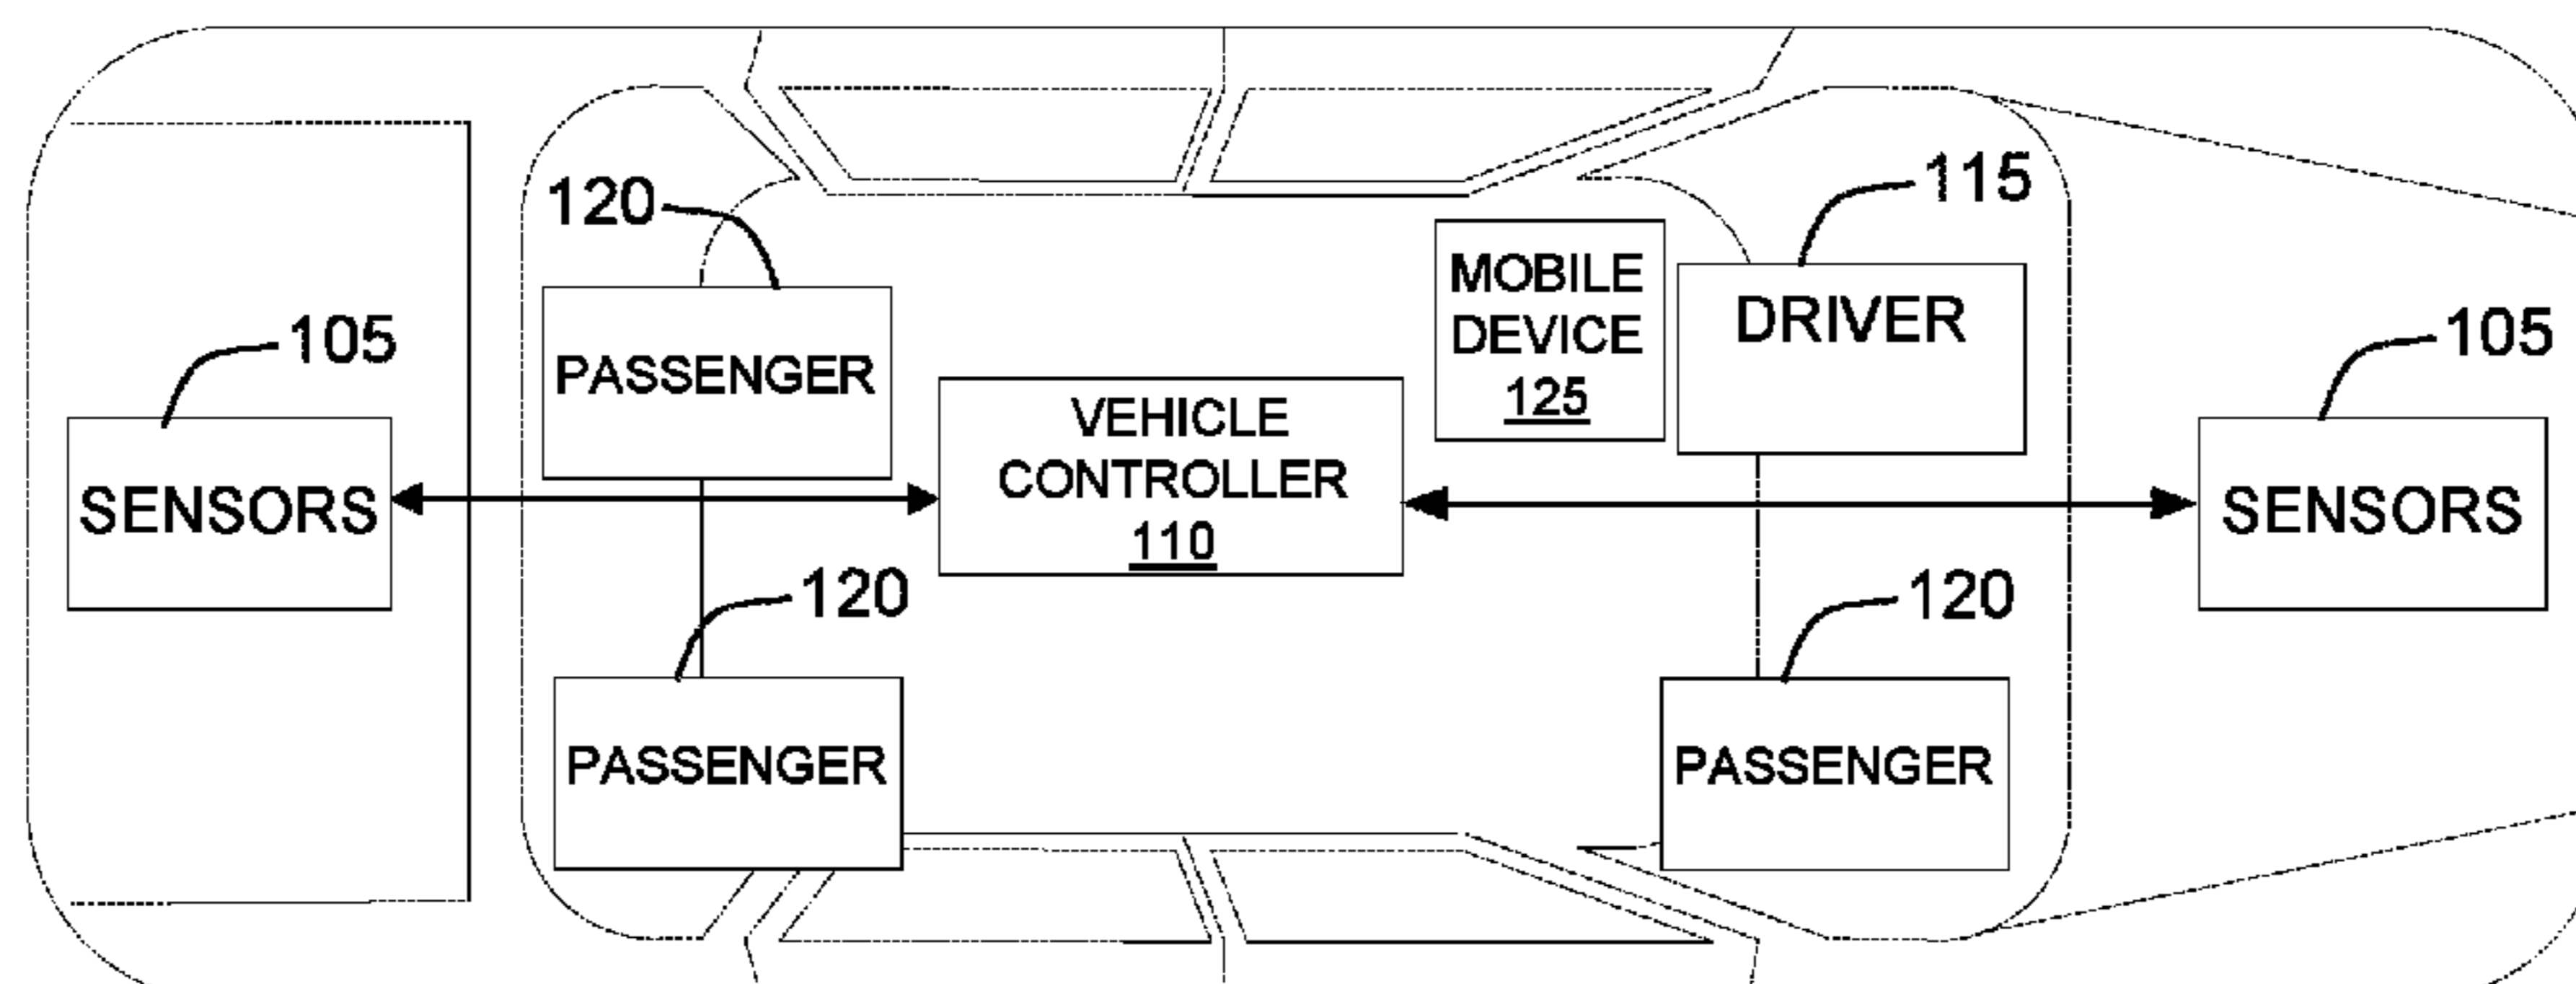 115
120
MOBILE
DEVICE
125
DRIVER
105
PASSENGER
105
VEHICLE
CONTROLLER
110
SENSORS
SENSORS
120
120
PASSENGER
PASSENGER